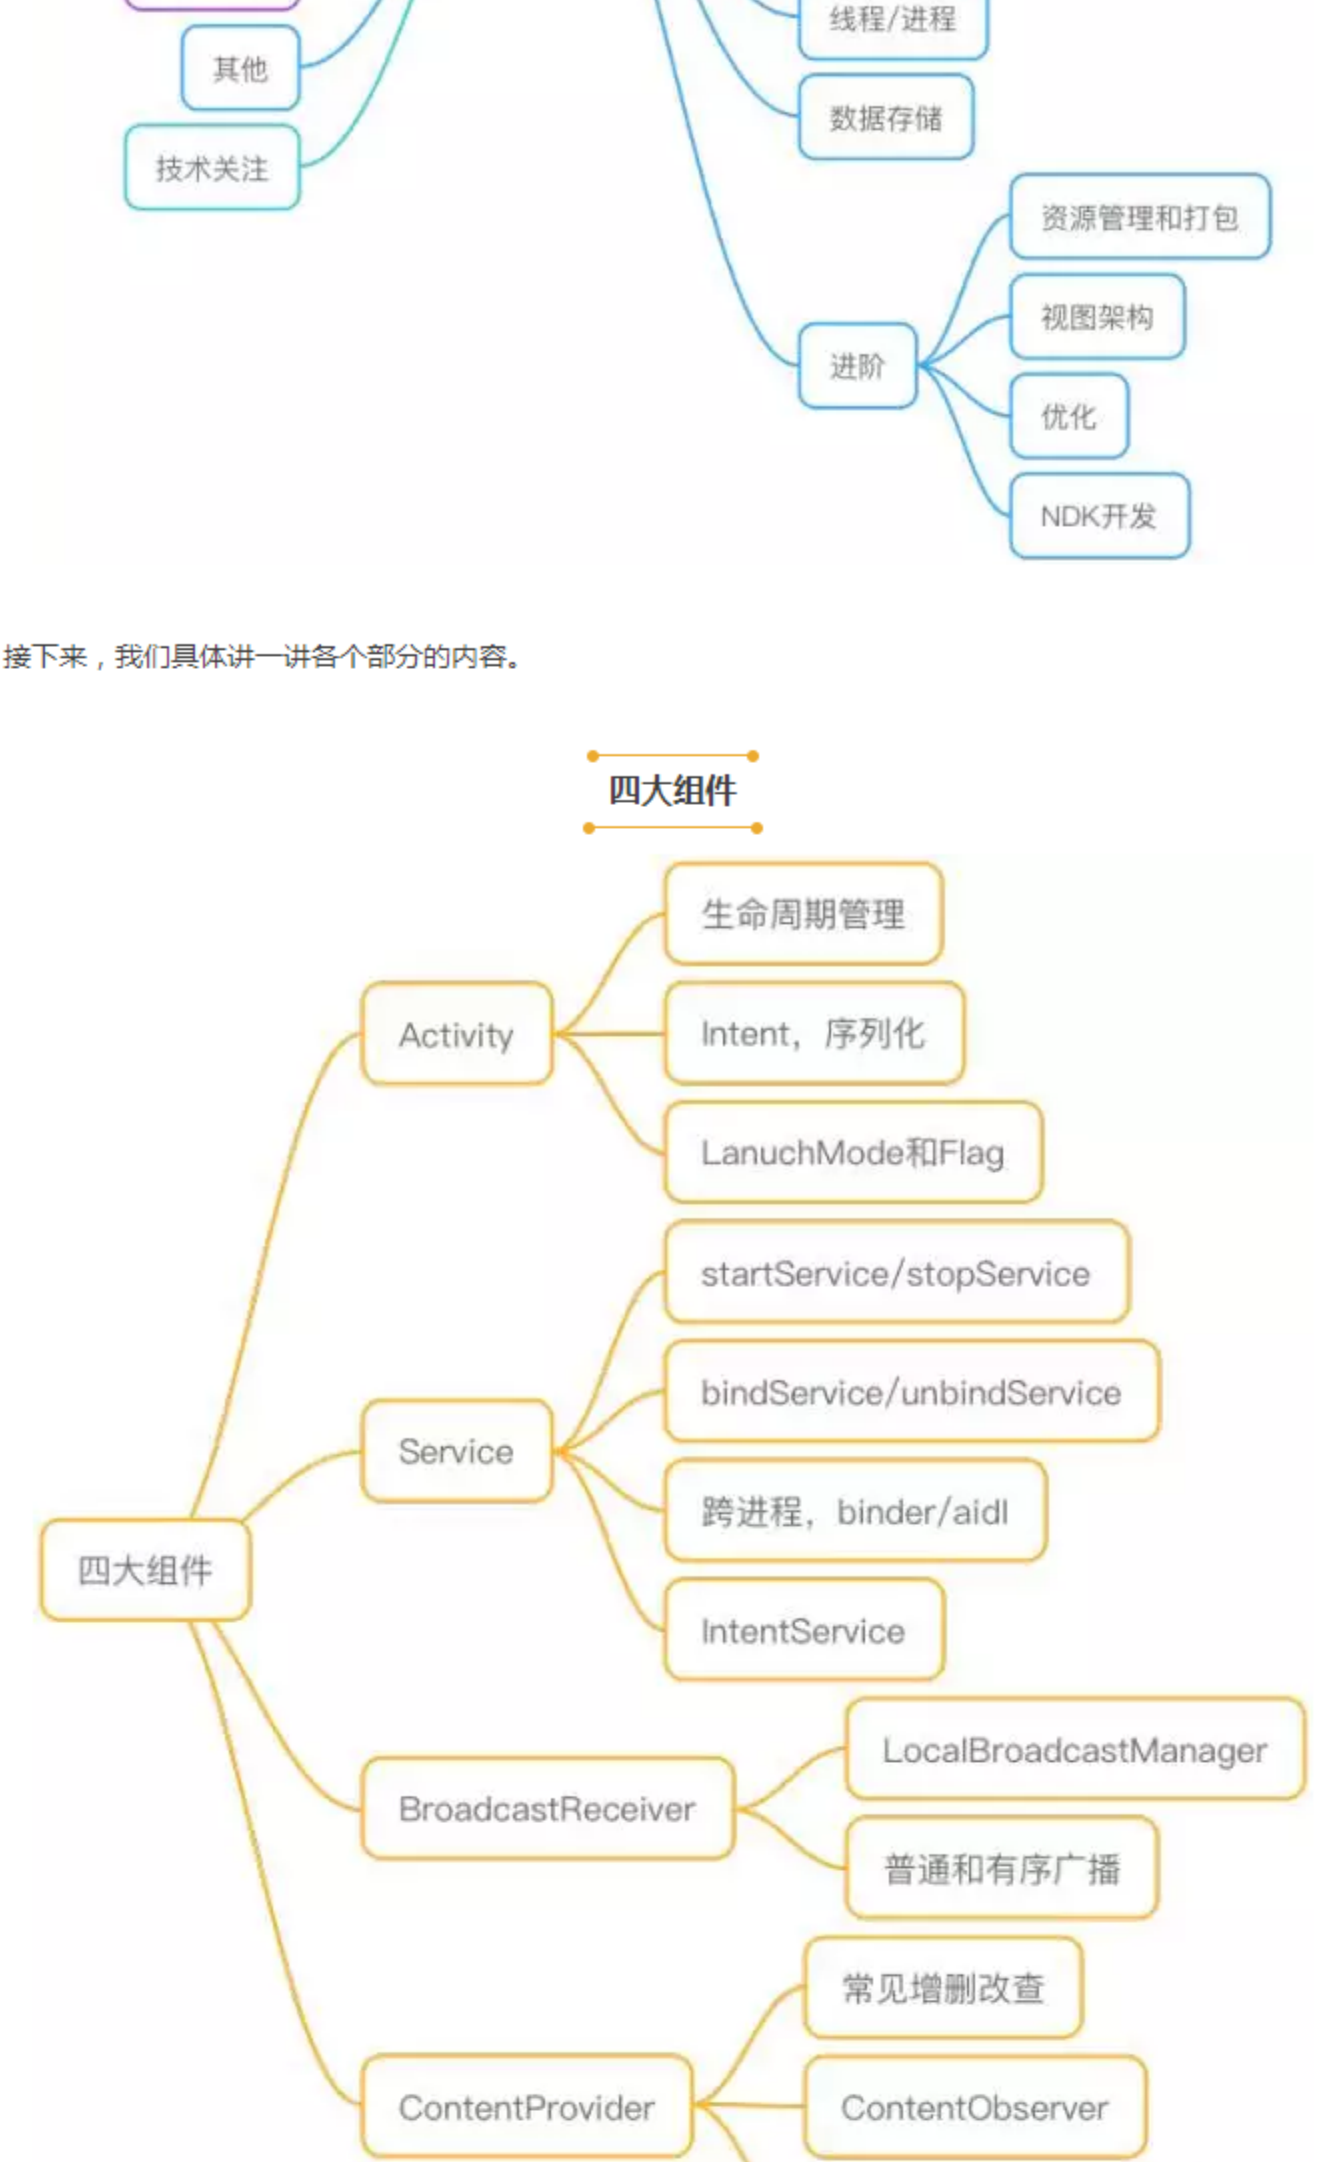 其他
技术关注
线程/进程
数据存储
进阶
资源管理和打包
视图架构
优化
NDK开发
接下来，我们具体讲一讲各个部分的内容。
四大组件
四大组件
Activity
生命周期管理
Intent，序列化
LanuchMode和Flag
Service
startService/stopService
bindService/unbindService
跨进程，binder/aidl
IntentService
BroadcastReceiver
LocalBroadcastManager
普通和有序广播
ContentProvider
常见增删改查
ContentObserver